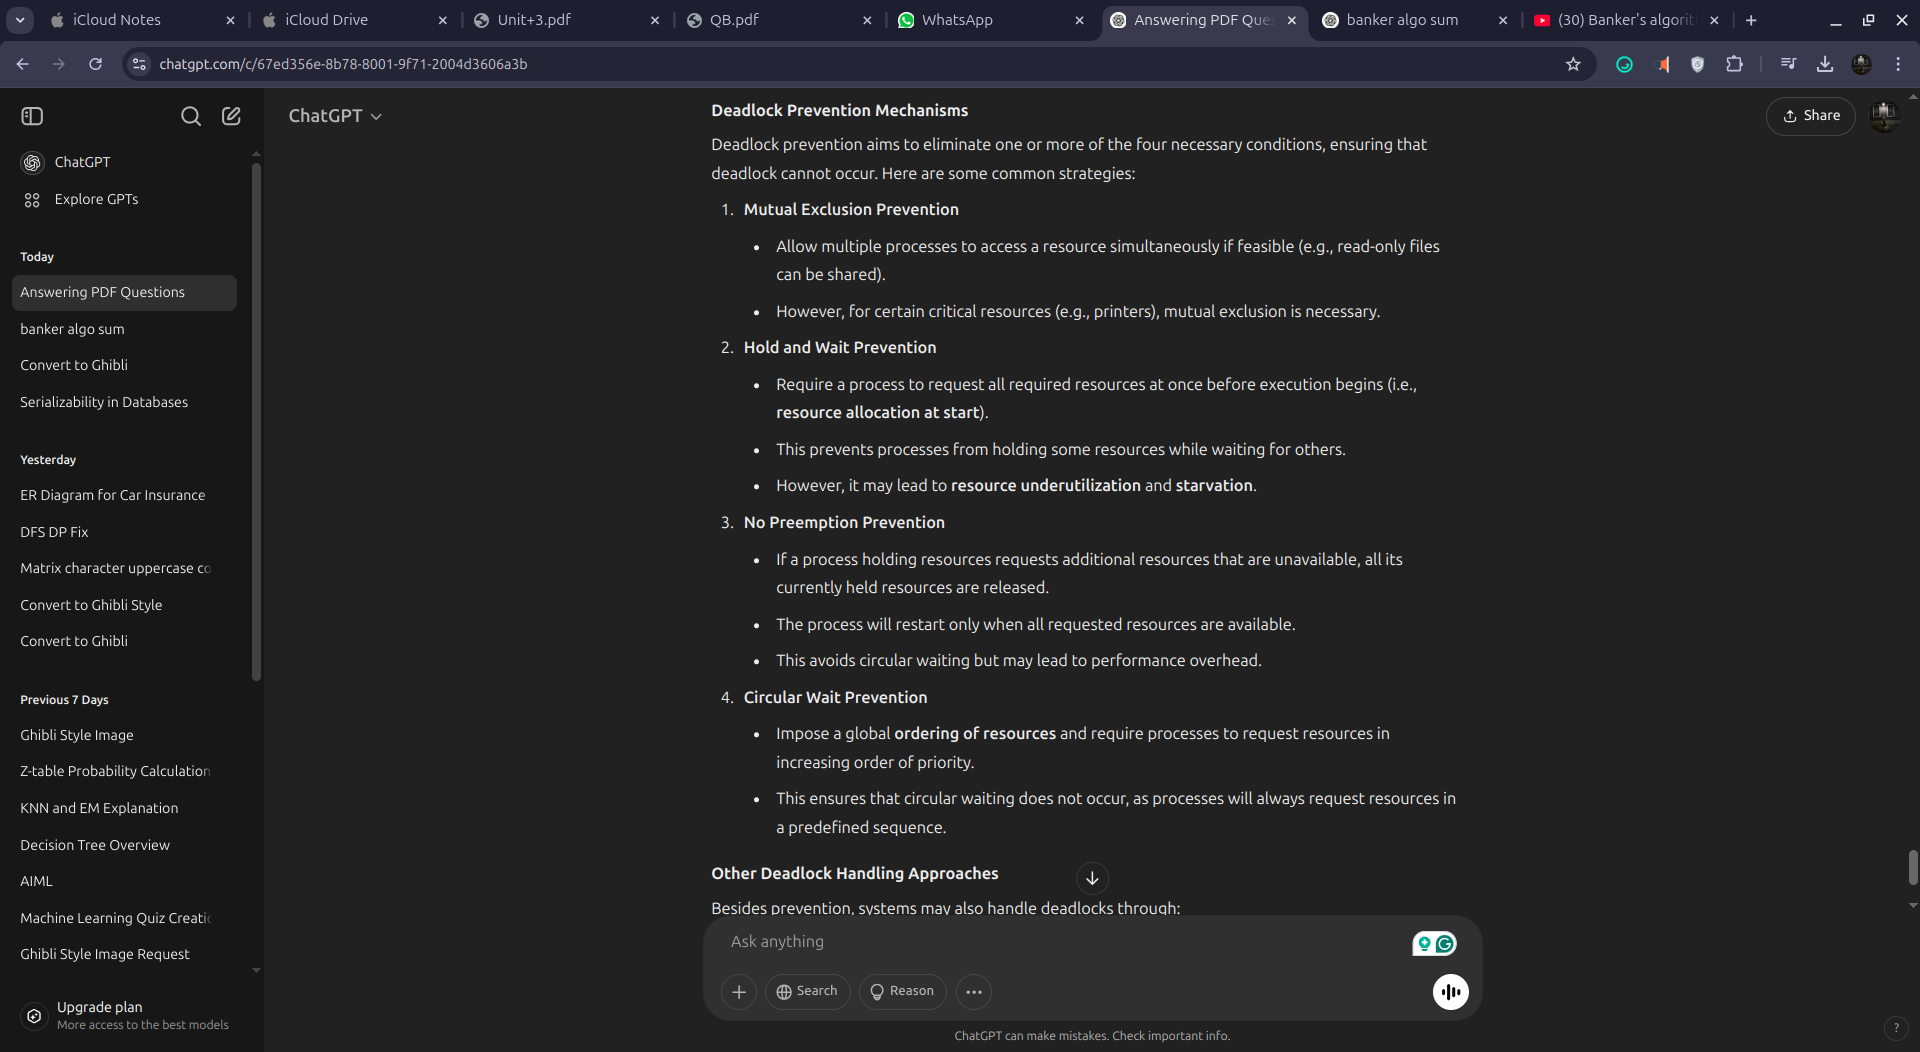 iCloud Notes
iCloud Drive
Unit+3.pdf
QB.pdf
WhatsApp
Answering PDF Ques
banker algo sum
(30) Banker's algorit
chatgpt.com/c/67ed356e-8b78-8001-9f71-2004d3606a3b
ChatGPT
Share
ChatGPT
Explore GPTs
Today
Answering PDF Questions
banker algo sum
Convert to Ghibli
Serializability in Databases
Yesterday
ER Diagram for Car Insurance
DFS DP Fix
Matrix character uppercase co
Convert to Ghibli Style
Convert to Ghibli
Previous 7 Days
Ghibli Style Image
Z-table Probability Calculation
KNN and EM Explanation
Decision Tree Overview
AIML
Machine Learning Quiz Creatic
Ghibli Style Image Request
Upgrade plan
More access to the best models
Deadlock Prevention Mechanisms
Deadlock prevention aims to eliminate one or more of the four necessary conditions, ensuring that
deadlock cannot occur. Here are some common strategies:
1. Mutual Exclusion Prevention
• Allow multiple processes to access a resource simultaneously if feasible (e.g., read-only files
can be shared).
• However, for certain critical resources (e.g., printers), mutual exclusion is necessary.
2. Hold and Wait Prevention
• Require a process to request all required resources at once before execution begins (i.e.,
resource allocation at start).
• This prevents processes from holding some resources while waiting for others.
• However, it may lead to resource underutilization and starvation.
3. No Preemption Prevention
• If a process holding resources requests additional resources that are unavailable, all its
currently held resources are released.
• The process will restart only when all requested resources are available.
• This avoids circular waiting but may lead to performance overhead.
4. Circular Wait Prevention
• Impose a global ordering of resources and require processes to request resources in
increasing order of priority.
• This ensures that circular waiting does not occur, as processes will always request resources in
a predefined sequence.
Other Deadlock Handling Approaches
Besides prevention, systems may also handle deadlocks through:
Ask anything
Search
Reason
ChatGPT can make mistakes. Check important info.
?